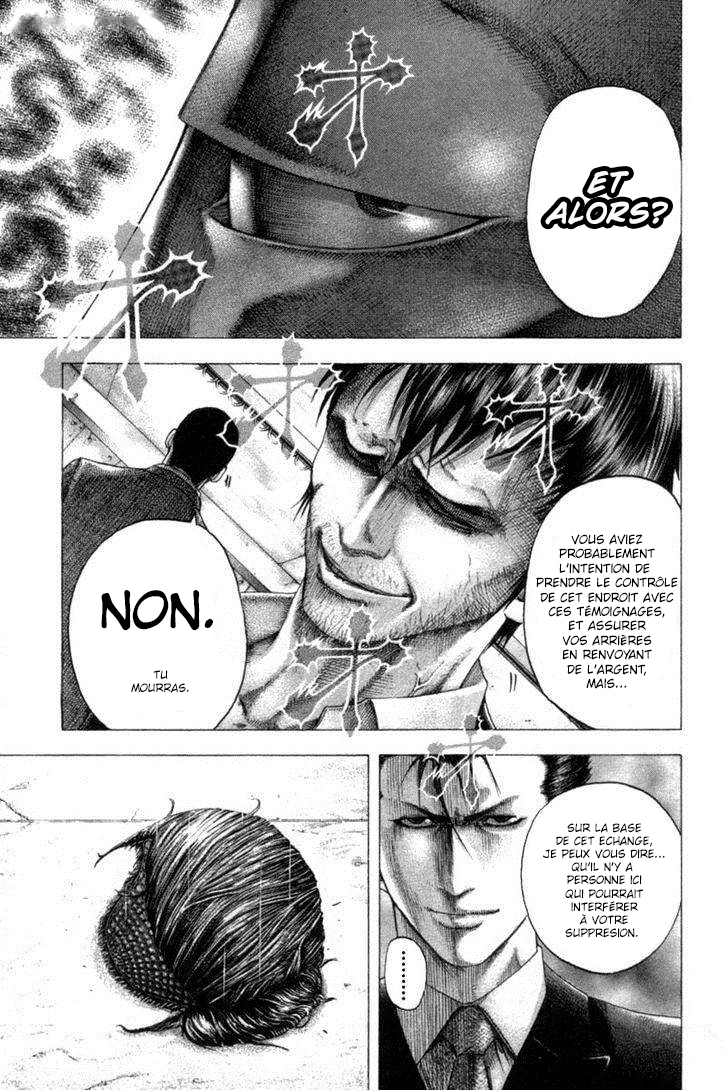 ET
ALORS?
VOUS AVIEZ
PROBABLEMENT
L'INTENTION DE
PRENDRE LE CONTRÔLE
DE CET ENDROIT AVEC
CES TÉMOIGNAGES,
ET ASSURER
VOS ARRIÈRES
EN RENVOYANT
DE L'ARGENT,
MAIS...
NON.
TU
MOURRAS.
SUR LA BASE
DE CET ECHANGE,
JE PEUX VOUS DIRE...
QU'IL N'Y A
PERSONNE ICI
QUI POURRAIT
INTERFÉRER
À VOTRE
SUPPRESION.
........